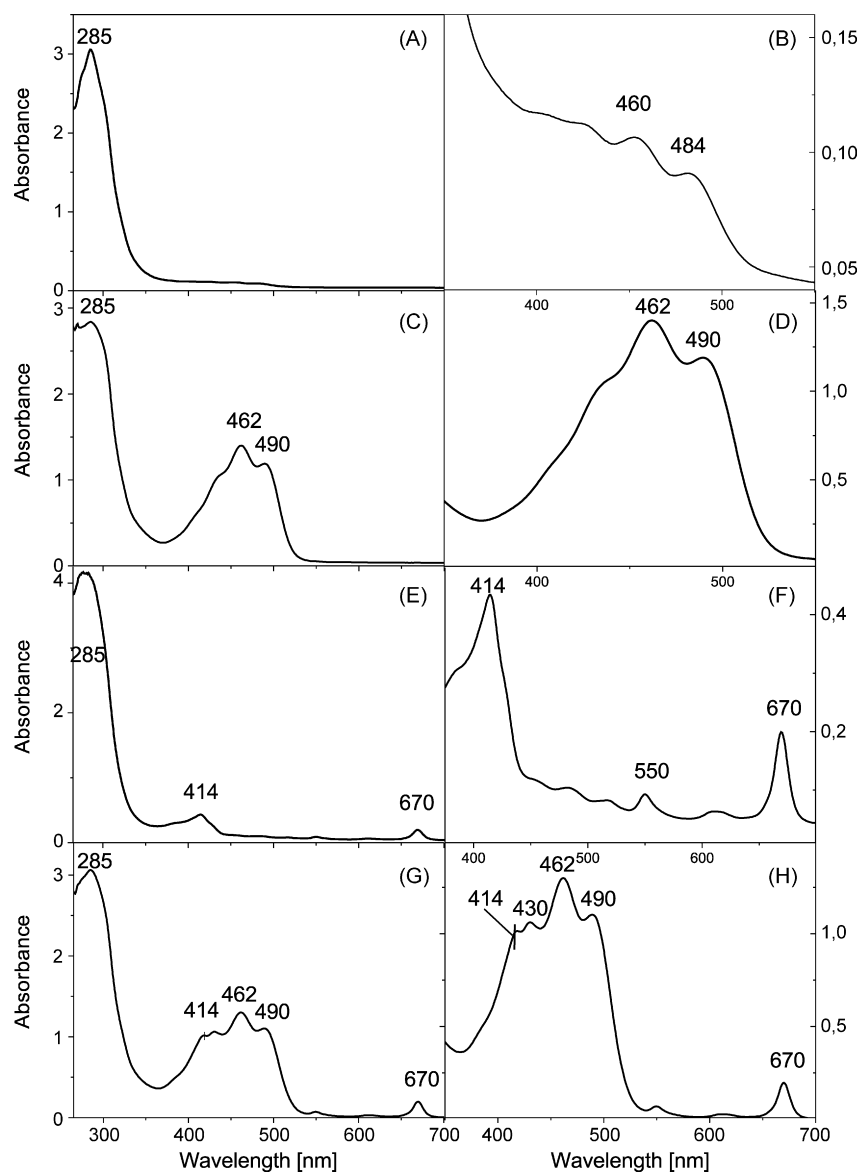 285 (A)
3
2
1
0
Absorbance
(B) 0,15
460
484
0,10
0,05
400 500
285 (C)
3
2
1
0
Absorbance
462
490
462 (D) 1,5
490
1,0
0,5
400 500
(E)
4
285
2
0
Absorbance
414
670
414 (F)
0,4
670
0,2
550
400 500 600
285 (G)
3
2
1
0
Absorbance
414 462 490
670
300 400 500 600 700
Wavelength [nm]
462 (H)
414 430 490
1,0
0,5
670
400 500 600 700
Wavelength [nm]